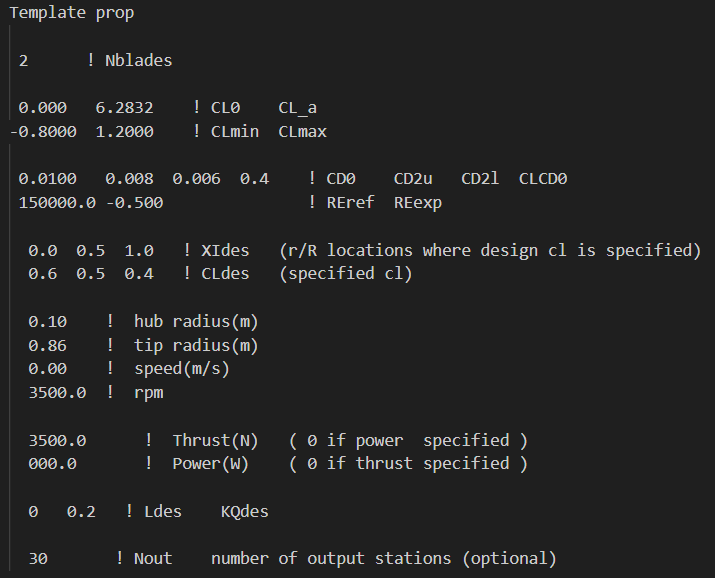 Template prop
2      ! Nblades
0.000   6.2832    ! CL0    CL_a
-0.8000  1.2000    ! CLmin  CLmax
0.0100   0.008  0.006  0.4    ! CD0    CD2u   CD2l  CLCD0
150000.0 -0.500               ! REref  REexp
0.0  0.5  1.0   ! XIdes   (r/R locations where design cl is specified)
0.6  0.5  0.4   ! CLdes   (specified cl)
0.10    !  hub radius(m)
0.86    !  tip radius(m)
0.00    !  speed(m/s)
3500.0  !  rpm
3500.0      !  Thrust(N)   ( 0 if power  specified )
000.0       !  Power(W)    ( 0 if thrust specified )
0   0.2   ! Ldes    KQdes
30       ! Nout    number of output stations (optional)